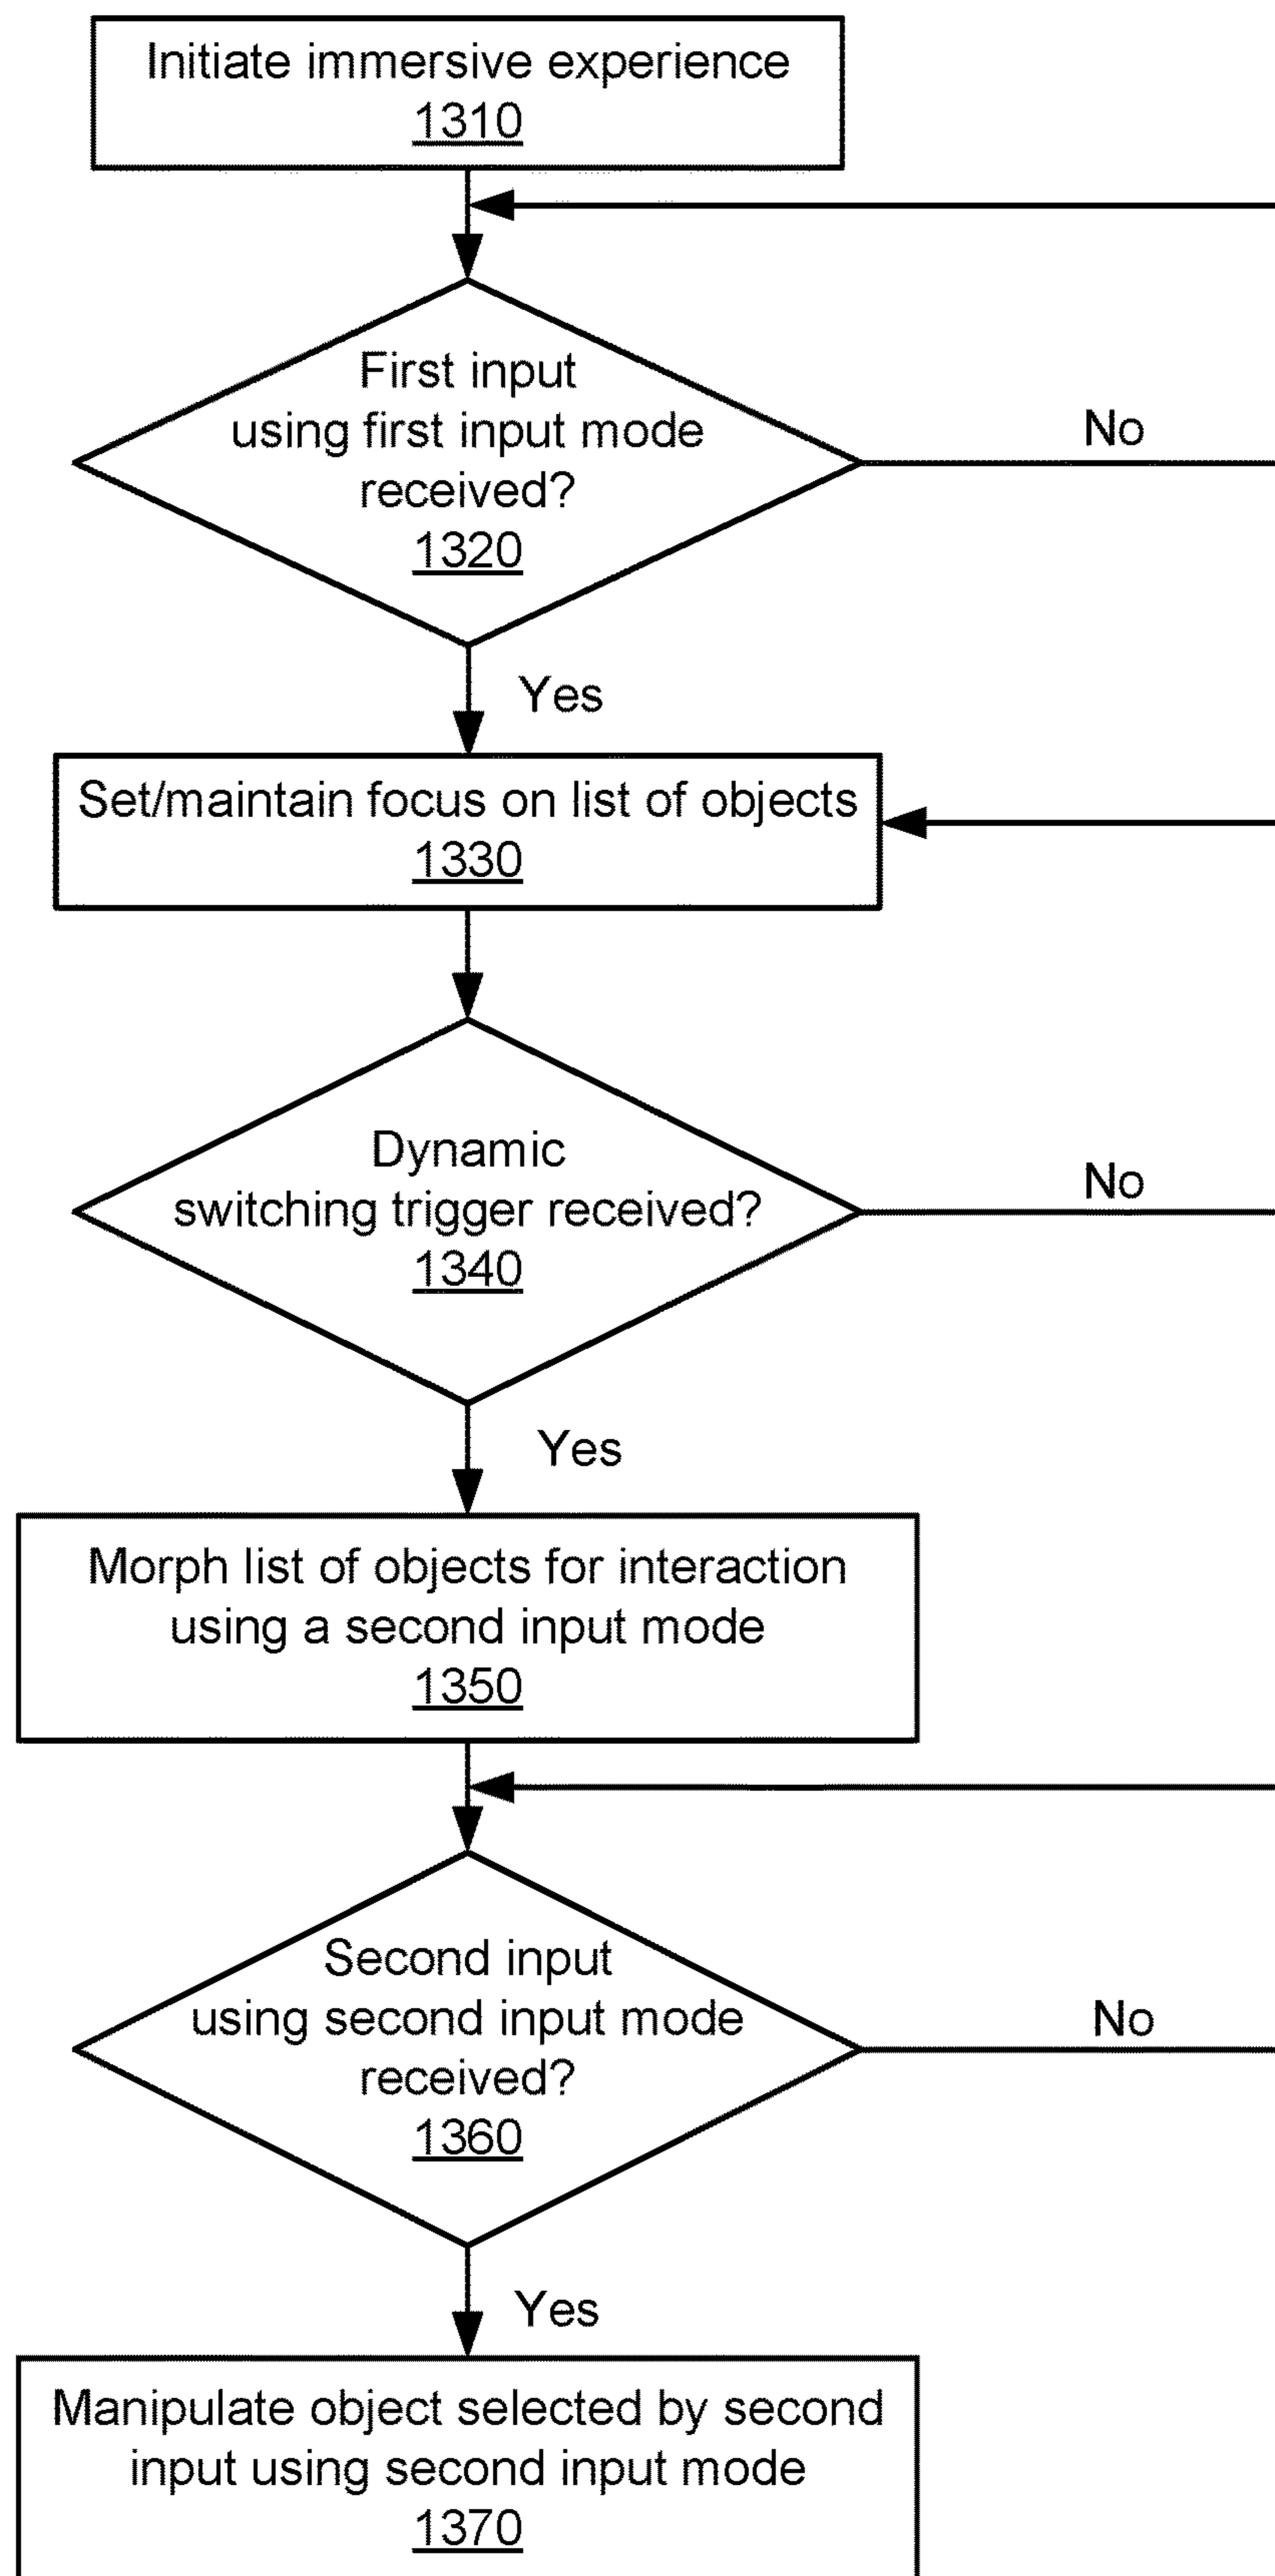 Initiate immersive experience
1310
First input
using first input mode
received?
1320
No
Yes
Set/maintain focus on list of objects
1330
Dynamic
switching trigger received?
1340
No
Yes
Morph list of objects for interaction
using a second input mode
1350
Second input
using second input mode
received?
1360
No
Yes
Manipulate object selected by second
input using second input mode
1370